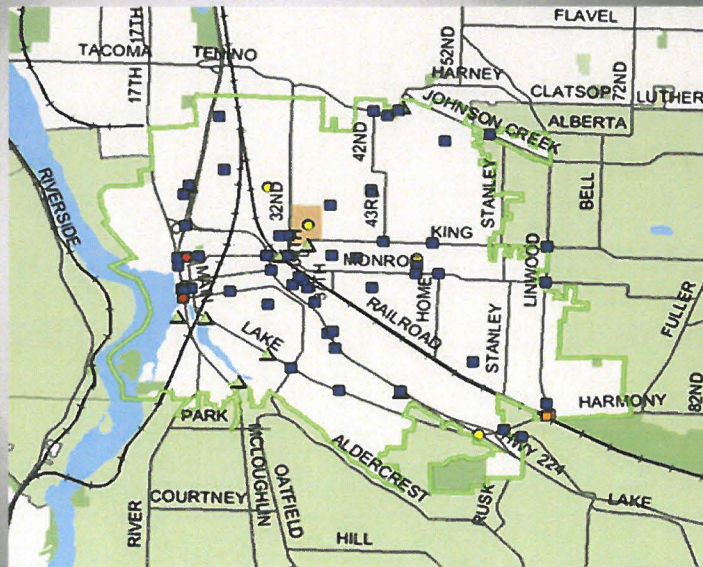 FLAVEL
17TH
TACOMA
TENINO
52ND
72ND
HARNEY
17TH
CLATSOP
LUTHER
JOHNSON CREEK
ALBERTA
42ND
RIVERSIDE
32ND
43RD
STANLEY
BELL
KING
MONROE
LINWOOD
MAIN
HOME
RAILROAD
STANLEY
FULLER
LAKE
HARMONY
82ND
PARK
HWY 224
ALDERCREST
MCLOUGHLIN
OATFIELD
RUSK
LAKE
COURTNEY
RIVER
HILL